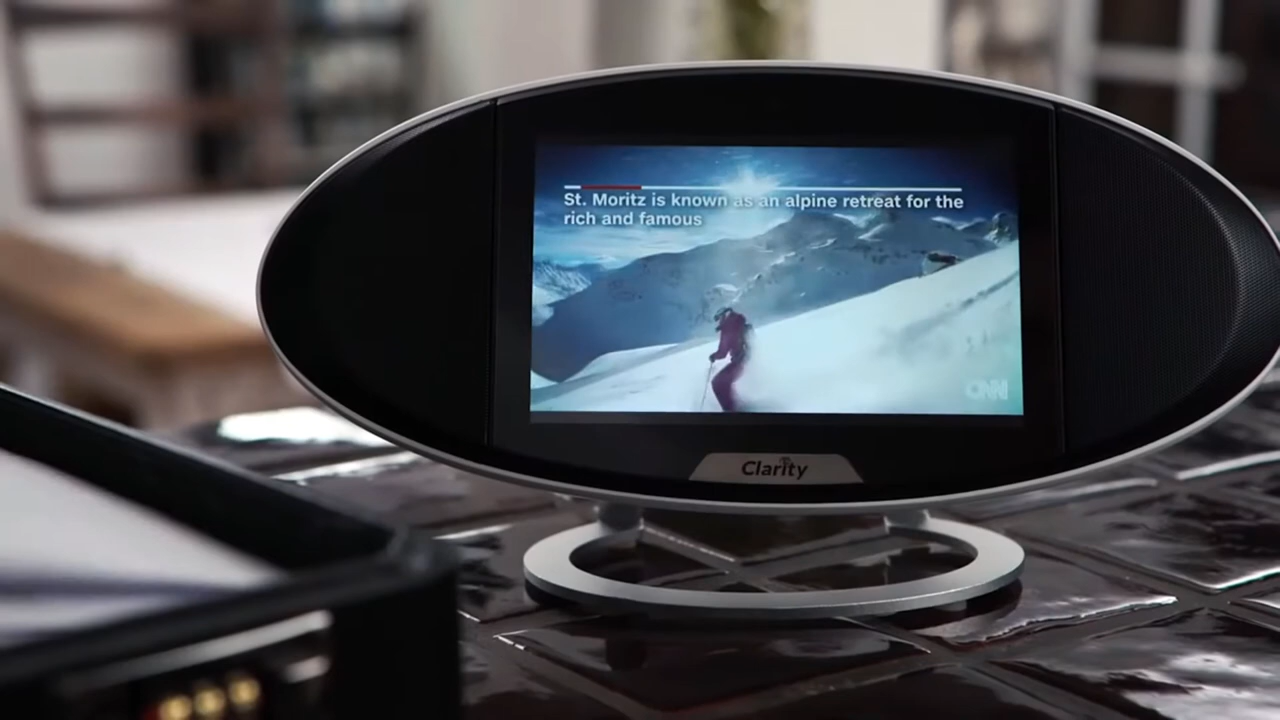 St. Moritz is known as an alpine retreat for the
rich and famous
CNN
Clarity